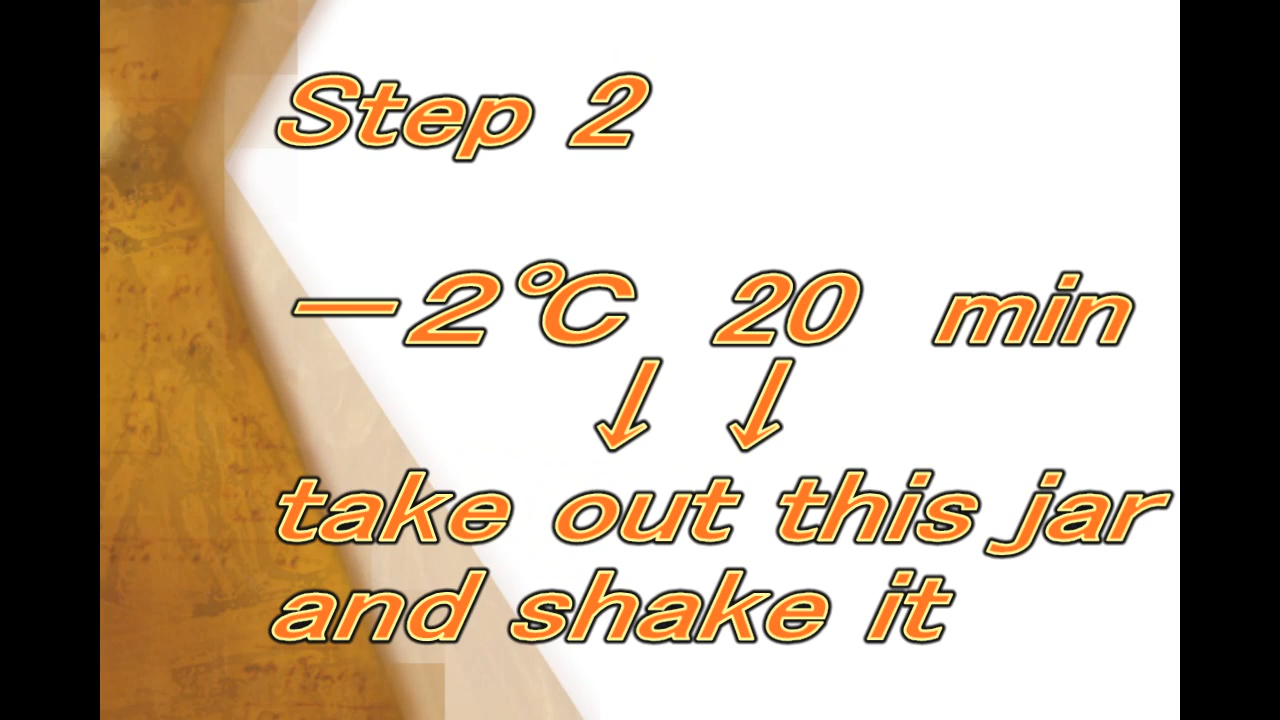 Step 2
－2℃ 20 min
↓ ↓
take out this jar
and shake it